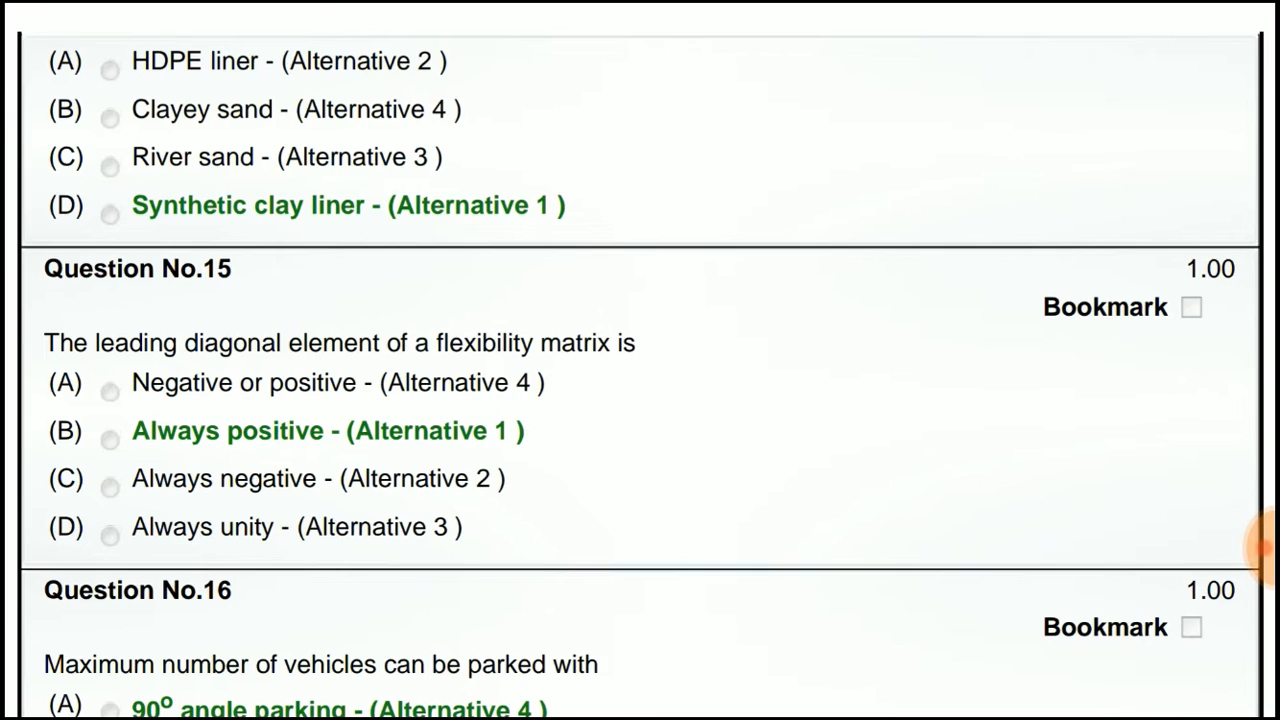 (A) HDPE liner - (Alternative 2 )
(B) Clayey sand - (Alternative 4 )
(C) River sand - (Alternative 3 )
(D) Synthetic clay liner - (Alternative 1 )
Question No.15 1.00
Bookmark
The leading diagonal element of a flexibility matrix is
(A) Negative or positive - (Alternative 4 )
(B) Always positive - (Alternative 1 )
(C) Always negative - (Alternative 2 )
(D) Always unity - (Alternative 3 )
Question No.16 1.00
Bookmark
Maximum number of vehicles can be parked with
(A) 90⁰ angle parking - (Alternative 4 )